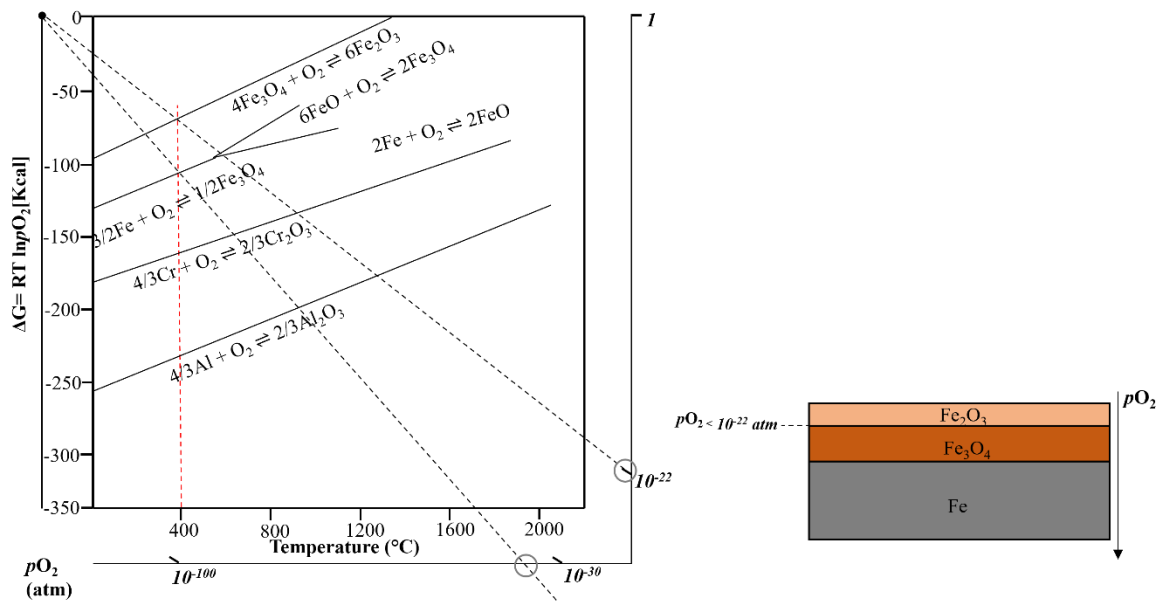 0
-50
-100
-150
-200
-250
-300
-350
ΔG= RT lnpO₂[Kcal]
4Fe₃O₄ + O₂ ⇌ 6Fe₂O₃
6FeO + O₂ ⇌ 2Fe₃O₄
2Fe + O₂ ⇌ 2FeO
3/2Fe + O₂ ⇌ 1/2Fe₃O₄
4/3Cr + O₂ ⇌ 2/3Cr₂O₃
4/3Al + O₂ ⇌ 2/3Al₂O₃
400 800 1200 1600 2000
Temperature (°C)
pO₂
(atm)
10⁻¹⁰⁰
10⁻³⁰
10⁻²²
1
pO₂ < 10⁻²² atm
Fe₂O₃
Fe₃O₄
Fe
pO₂